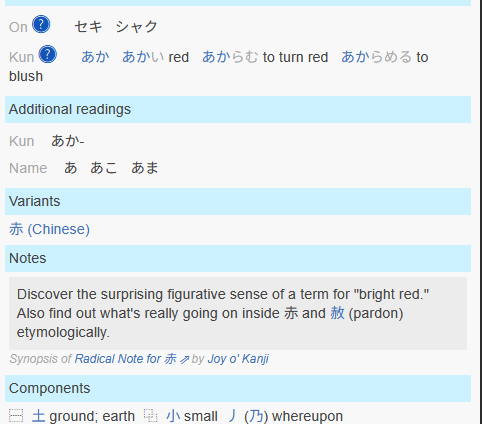 On ? セキ シャク
Kun ? あか あかい red あからむ to turn red あからめる to
blush
Additional readings
Kun あか-
Name あ あこ あま
Variants
赤 (Chinese)
Notes
Discover the surprising figurative sense of a term for "bright red."
Also find out what's really going on inside 赤 and 赦 (pardon)
etymologically.
Synopsis of Radical Note for 赤 ⇗ by Joy o' Kanji
Components
⿱ 土 ground; earth ⿻ 小 small 丿 (乃) whereupon